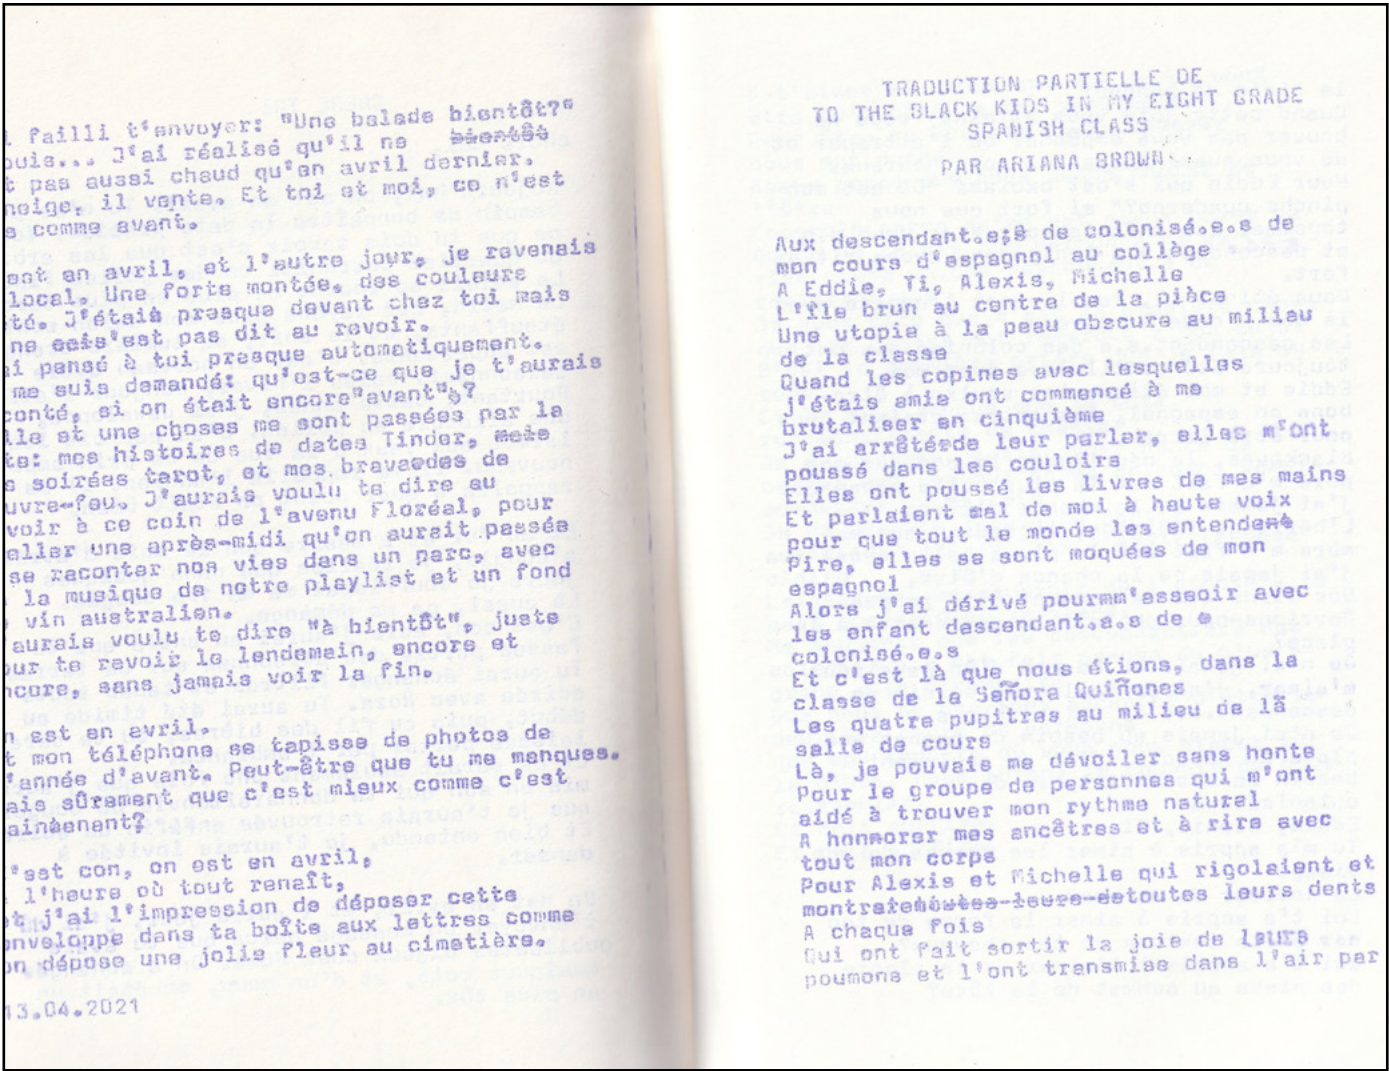 i failli t'envoyer: "Une balade bientôt?"
puis... J'ai réalisé qu'il ne bientôt
t pas aussi chaud qu'en avril dernier.
neige, il vente. Et toi et moi, ce n'est
s comme avant.
est en avril, et l'autre jour, je revenais
local. Une forte montée, des couleurs
té. J'étais presque devant chez toi mais
ne sais'est pas dit au revoir.
ai pensé à toi presque automatiquement.
me suis demandé: qu'est-ce que je t'aurais
conté, si on était encore"avant"?
lle et une choses me sont passées par la
te: mes histoires de dates Tinder, mais
s soirées tarot, et mes bravardes de
uvre-feu. J'aurais voulu te dire au
voir à ce coin de l'avenu Floréal, pour
eller une après-midi qu'on aurait passée
se raconter non vies dans un parc, avec
la musique de notre playlist et un fond
vin australien.
'aurais voulu te dire "à bientôt", juste
our te revoir le lendemain, encore et
ncore, sans jamais voir la fin.
n est en avril.
t mon téléphone se tapisse de photos de
'année d'avant. Peut-être que tu me manques.
ais sûrement que c'est mieux comme c'est
ainéenant?
'est con, on est en avril,
l'heure où tout renaît,
et j'ai l'impression de déposer cette
enveloppe dans ta boîte aux lettres comme
on dépose une jolie fleur au cimetière.
13.04.2021
TRADUCTION PARTIELLE DE
TO THE BLACK KIDS IN MY EIGHT GRADE
SPANISH CLASS
PAR ARIANA BROWN.
Aux descendant.e.s de colonisé.e.s de
mon cours d'espagnol au collège
A Eddie, Ti, Alexis, Michelle
L'Île brun au centre de la pièce
Une utopie à la peau obscure au milieu
de la classe
Quand les copines avec lesquelles
j'étais amie ont commencé à me
brutaliser en cinquième
J'ai arrêtérde leur parler, elles m'ont
poussé dans les couloirs
Elles ont poussé les livres de mes mains
Et parlaient mal de moi à haute voix
pour que tout le monde les entendené
Pire, elles se sont moquées de mon
espagnol
Alors j'ai dérivé pourmm'asseoir avec
les enfant descendant.e.s de e
colonisé.e.s
Et c'est là que nous étions, dans la
classe de la Señora Quiñones
Les quatre pupitres au milieu de lã
salle de cours
Là, je pouvais me dévoiler sans honte
Pour le groupe de personnes qui m'ont
aidé à trouver mon rythme naturel
A honmorer mes ancêtres et à rire avec
tout mon corps
Pour Alexis et Michelle qui rigolaient et
montraient toutes leurs dents
A chaque fois
Qui ont fait sortir la joie de leurs
poumons et l'ont transmise dans l'air par